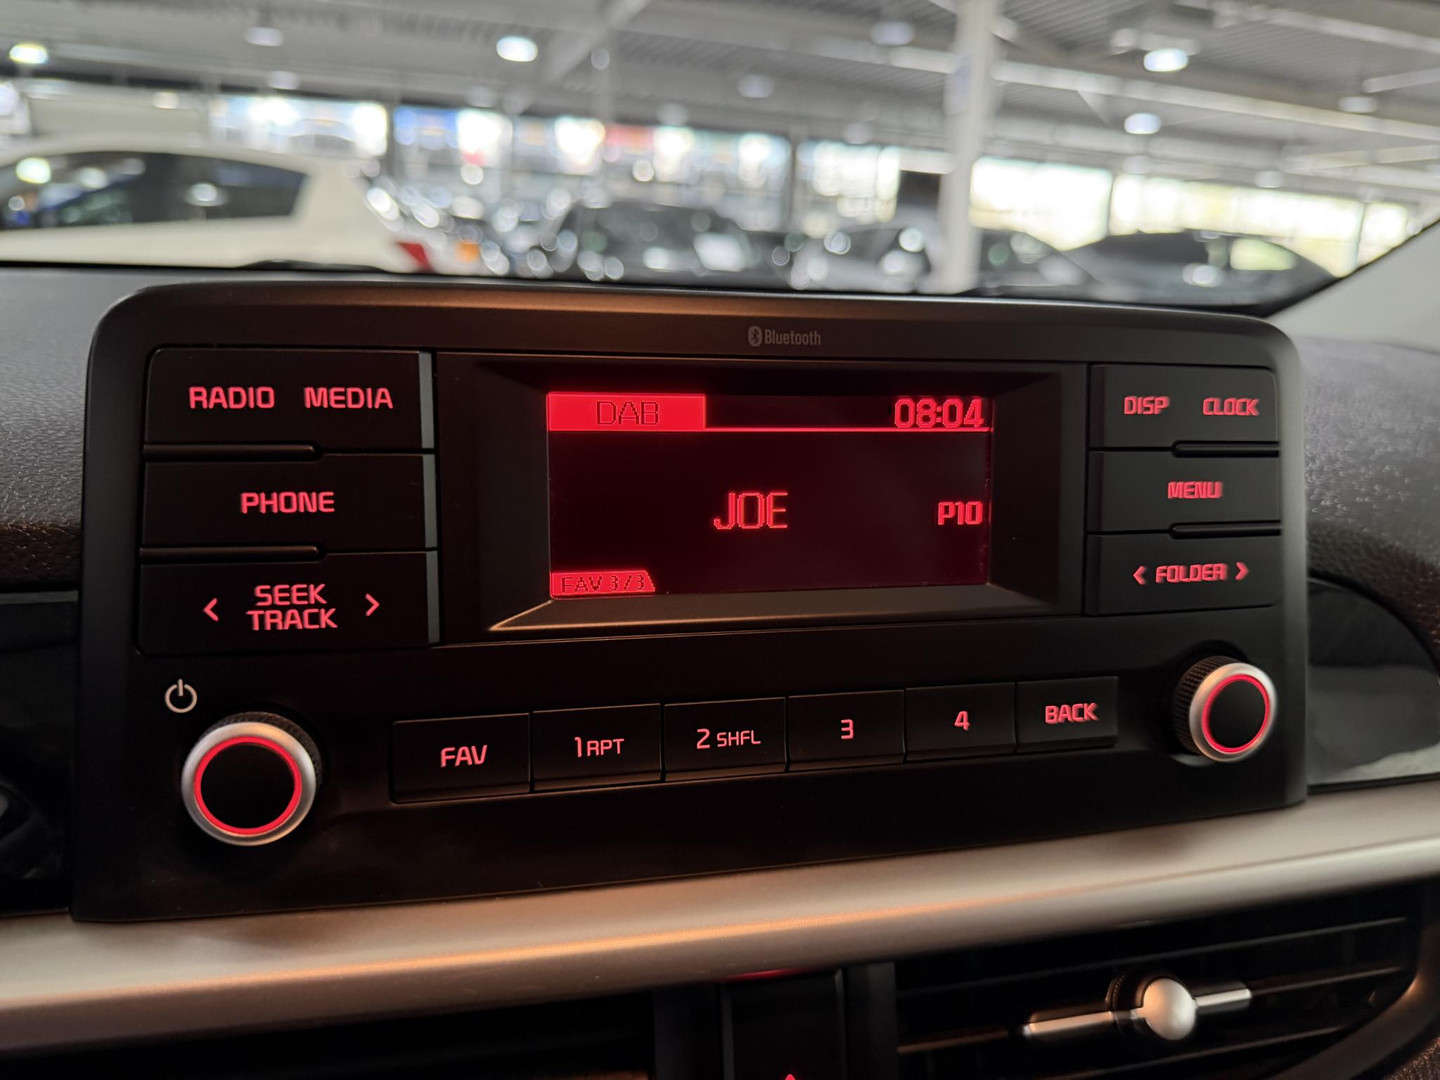 Bluetooth
RADIO MEDIA
DAB 08:04
DISP CLOCK
PHONE
JOE P10
MENU
< SEEK TRACK >
FAV 3/3
< FOLDER >
FAV
1 RPT
2 SHFL
3
4
BACK